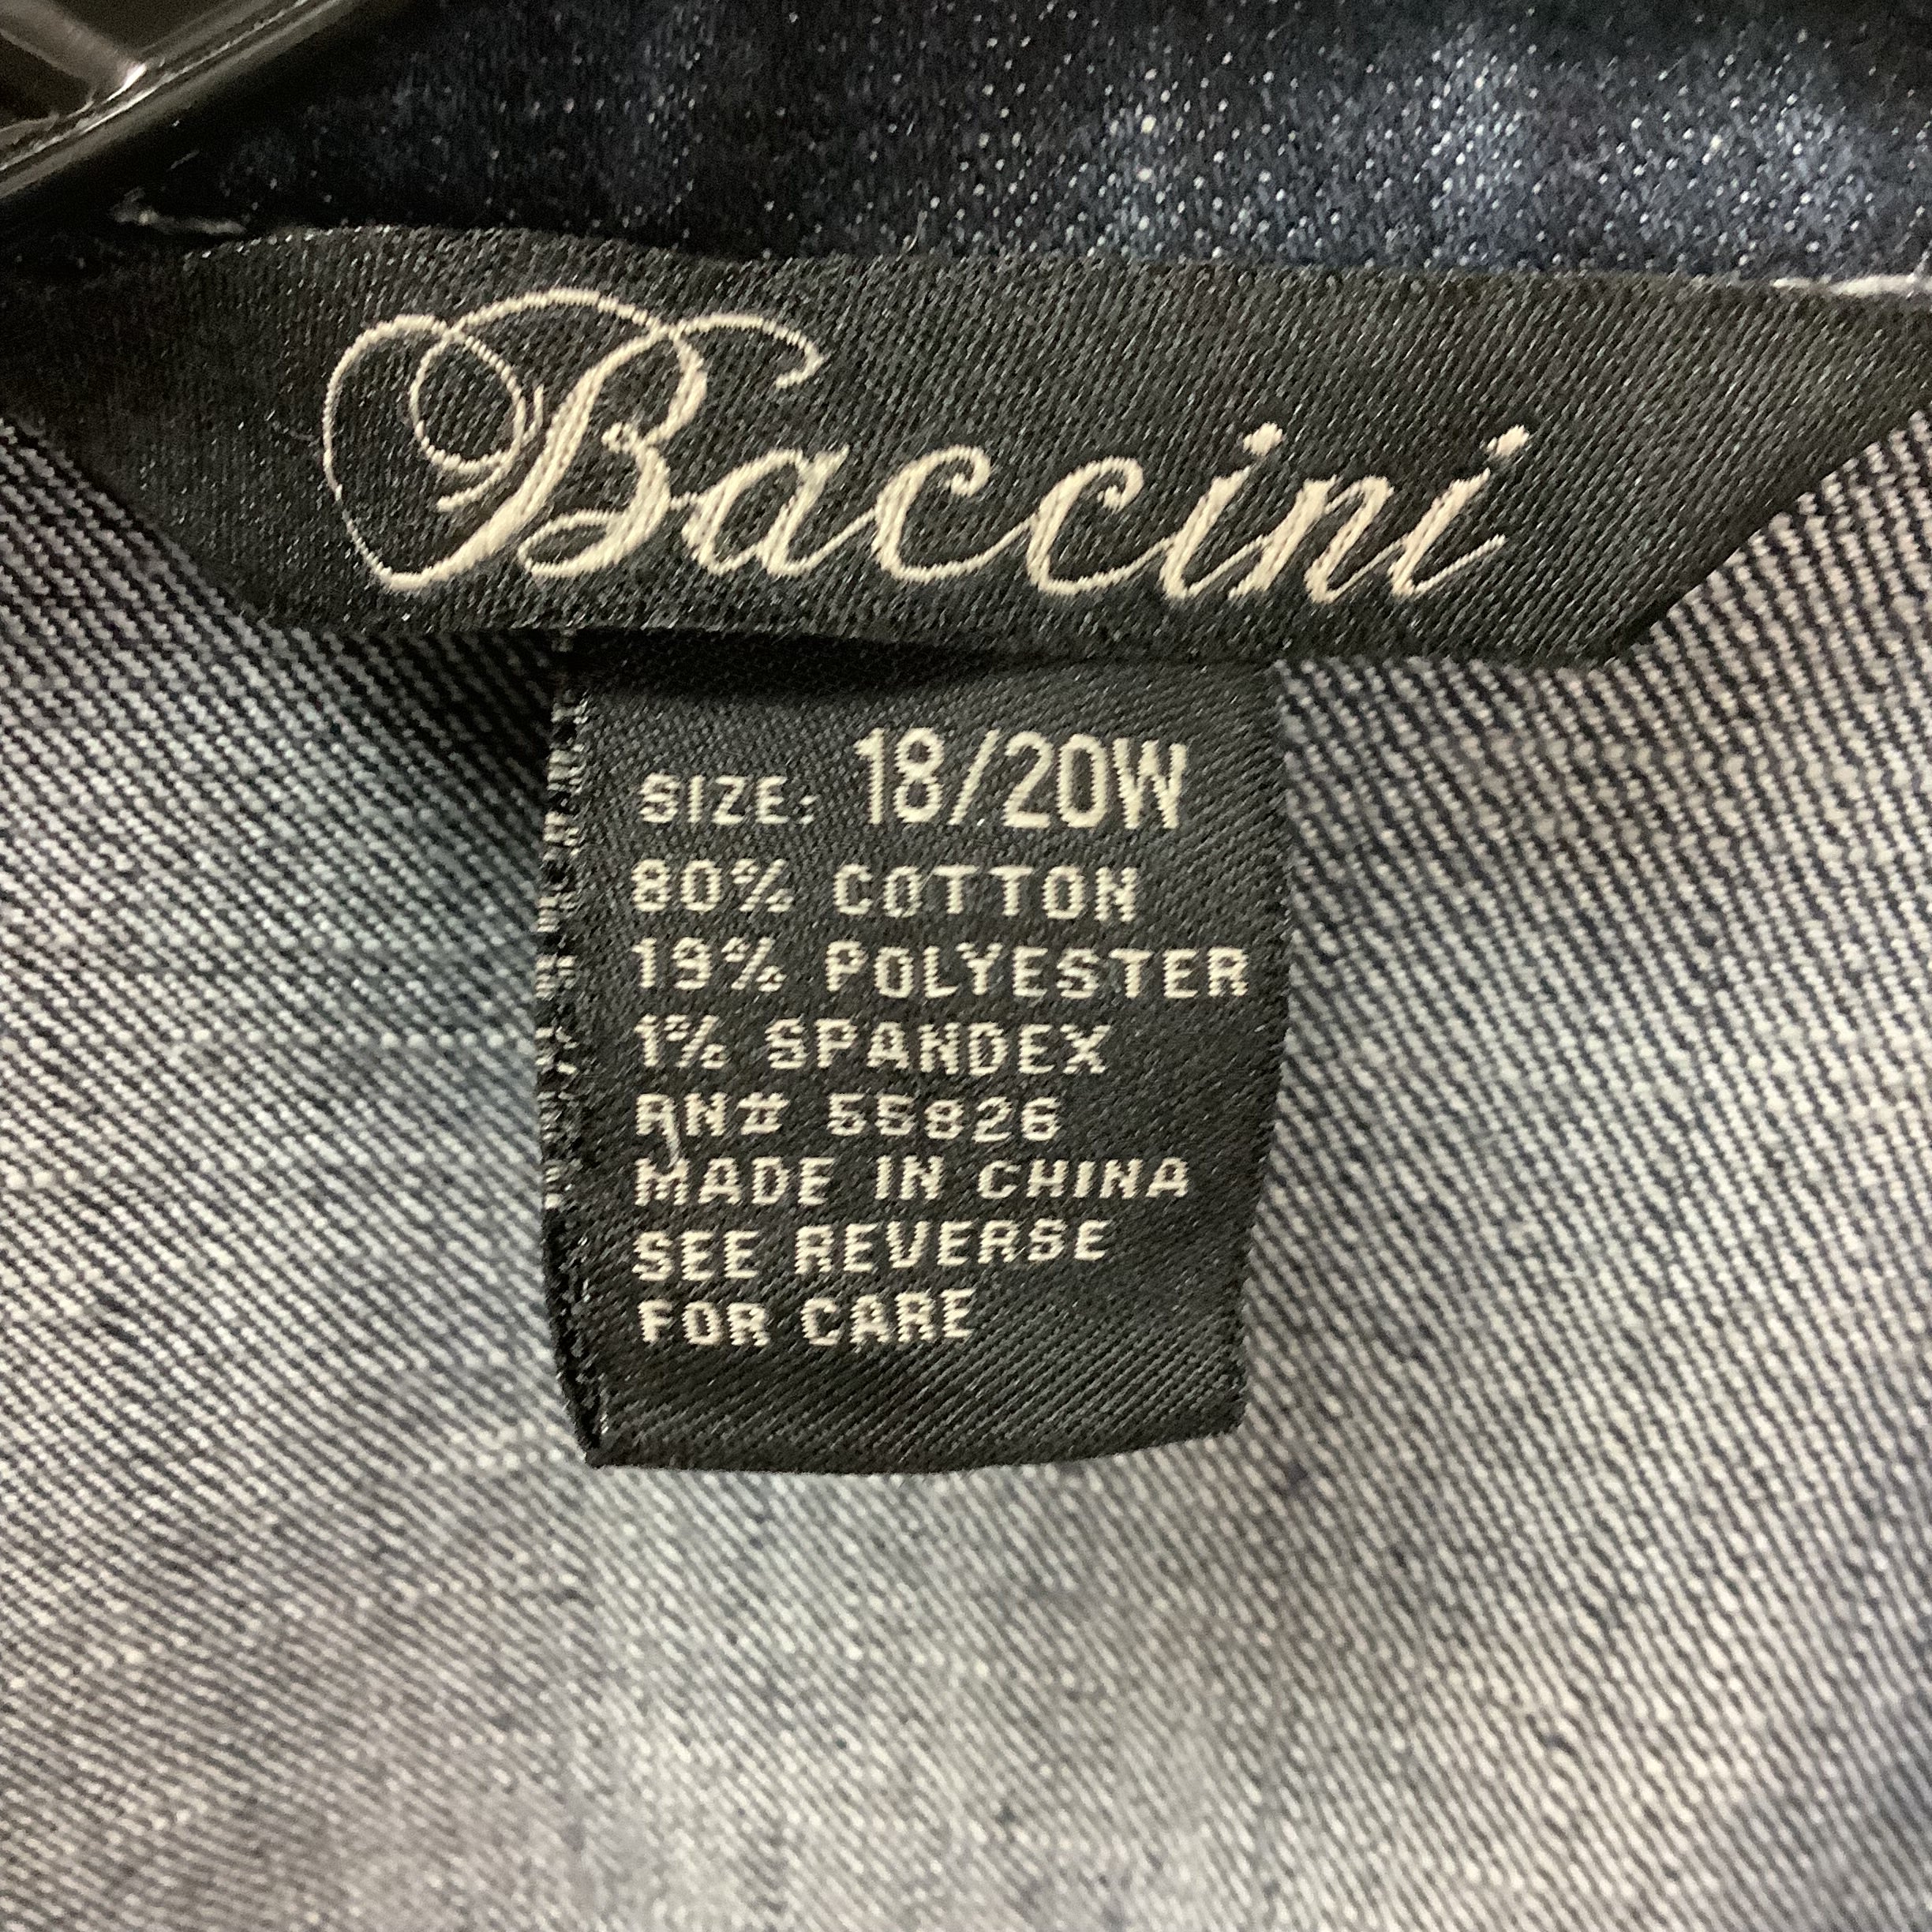 Baccini
SIZE: 18/20W
80% COTTON
19% POLYESTER
1% SPANDEX
RN# 55826
MADE IN CHINA
SEE REVERSE
FOR CARE